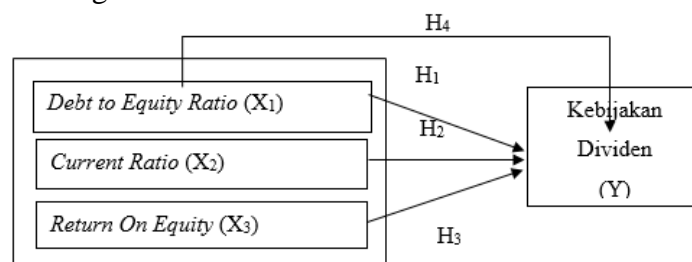 H4
H1
Debt to Equity Ratio (X1)
Kebijakan
H2
Dividen
Current Ratio (X2)
(Y)
Return On Equity (X3)
H3